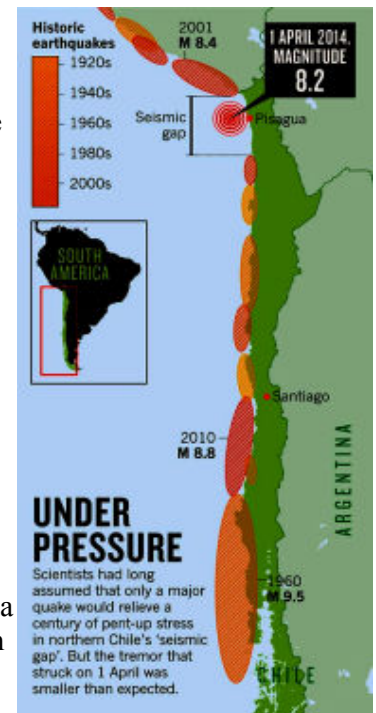 Historic
earthquakes
1920s
1940s
1960s
1980s
2000s
2001
M 8.4
1 APRIL 2014,
MAGNITUDE
8.2
Seismic
gap
Pisagua
SOUTH
AMERICA
Santiago
2010
M 8.8
ARGENTINA
1960
M 9.5
CHILE
UNDER
PRESSURE
Scientists had long
assumed that only a major
quake would relieve a
century of pent-up stress
in northern Chile's 'seismic
gap'. But the tremor that
struck on 1 April was
smaller than expected.
a